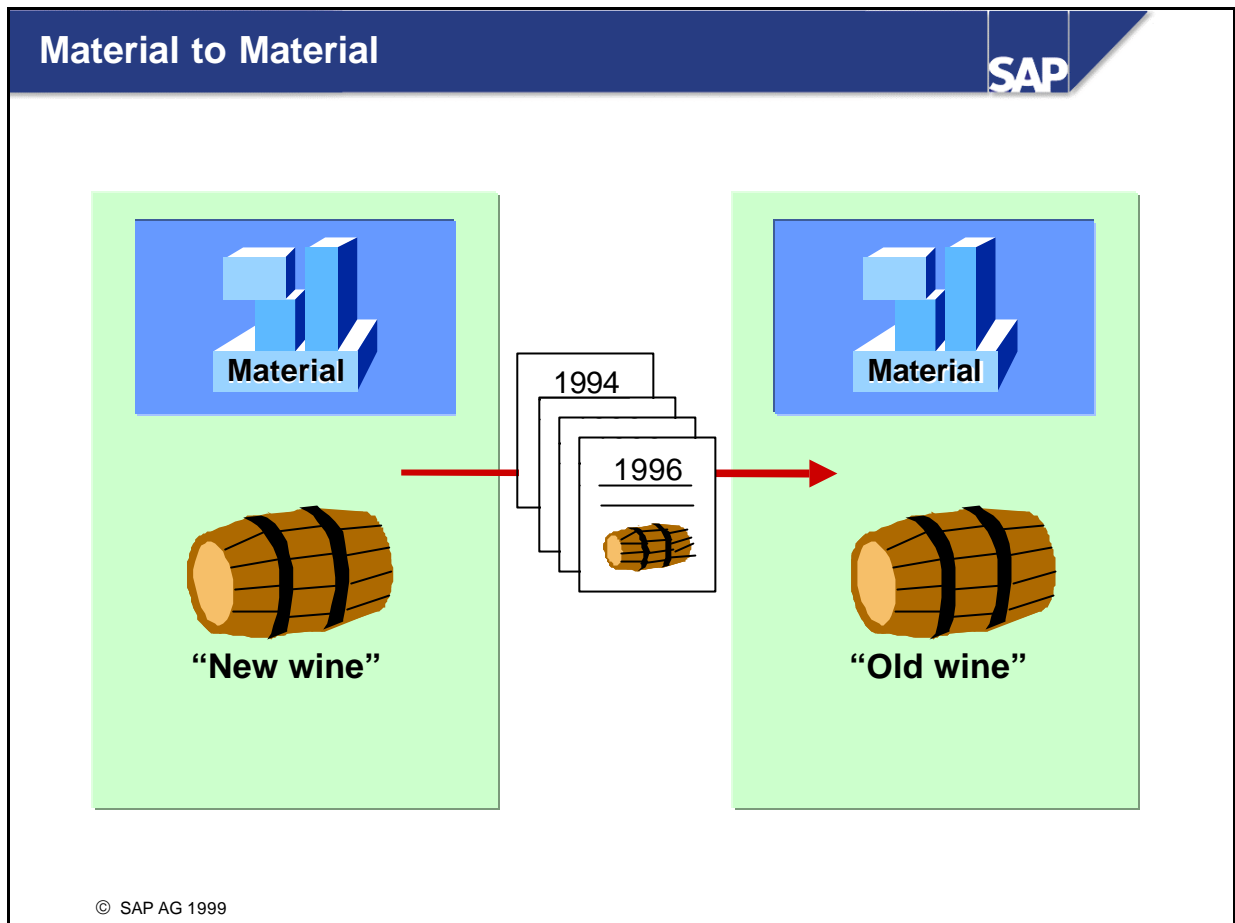 Material to Material
SAP
Material
Material
1994
1996
“New wine”
“Old wine”
© SAP AG 1999